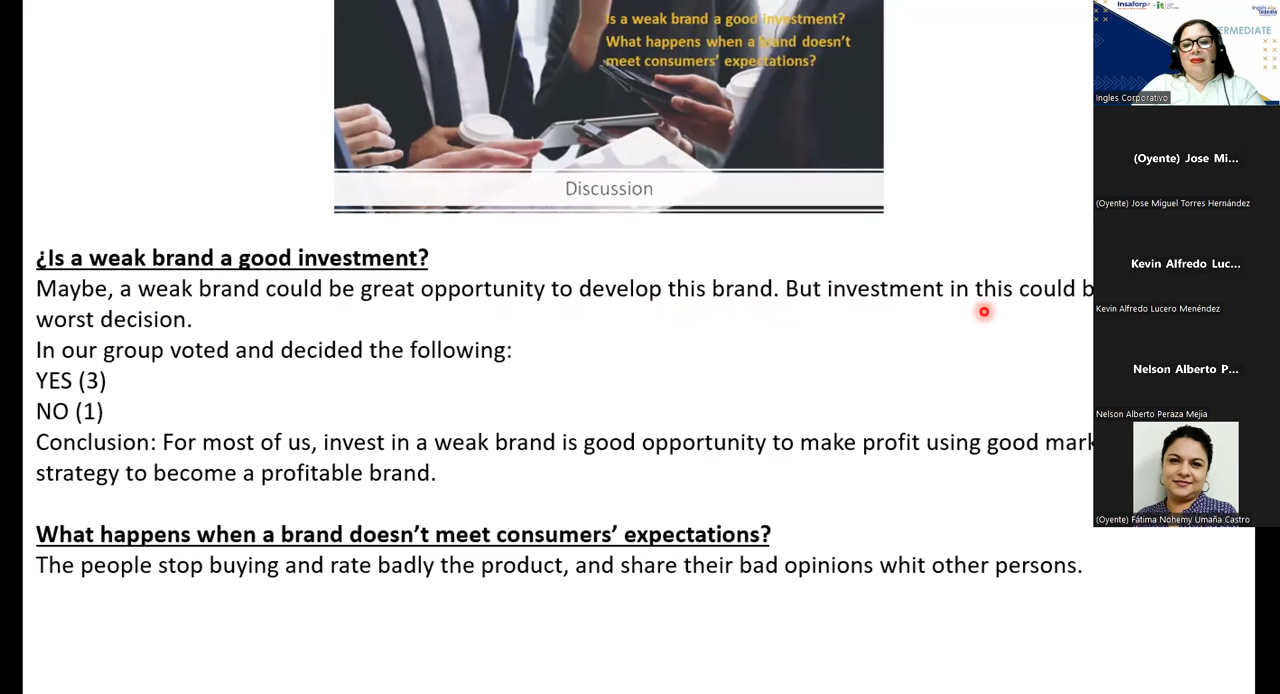 Is a weak brand a good investment?
What happens when a brand doesn't
meet consumers' expectations?
Discussion
¿Is a weak brand a good investment?
Maybe, a weak brand could be great opportunity to develop this brand. But investment in this could b
worst decision.
In our group voted and decided the following:
YES (3)
NO (1)
Conclusion: For most of us, invest in a weak brand is good opportunity to make profit using good mark
strategy to become a profitable brand.
What happens when a brand doesn't meet consumers' expectations?
The people stop buying and rate badly the product, and share their bad opinions whit other persons.
Insaforp
ERMEDIATE
Ingles Corporativo
(Oyente) Jose Mi...
(Oyente) Jose Miguel Torres Hernández
Kevin Alfredo Luc...
Kevin Alfredo Lucero Menéndez
Nelson Alberto P...
Nelson Alberto Peraza Mejia
(Oyente) Fátima Nohemy Umaña Castro